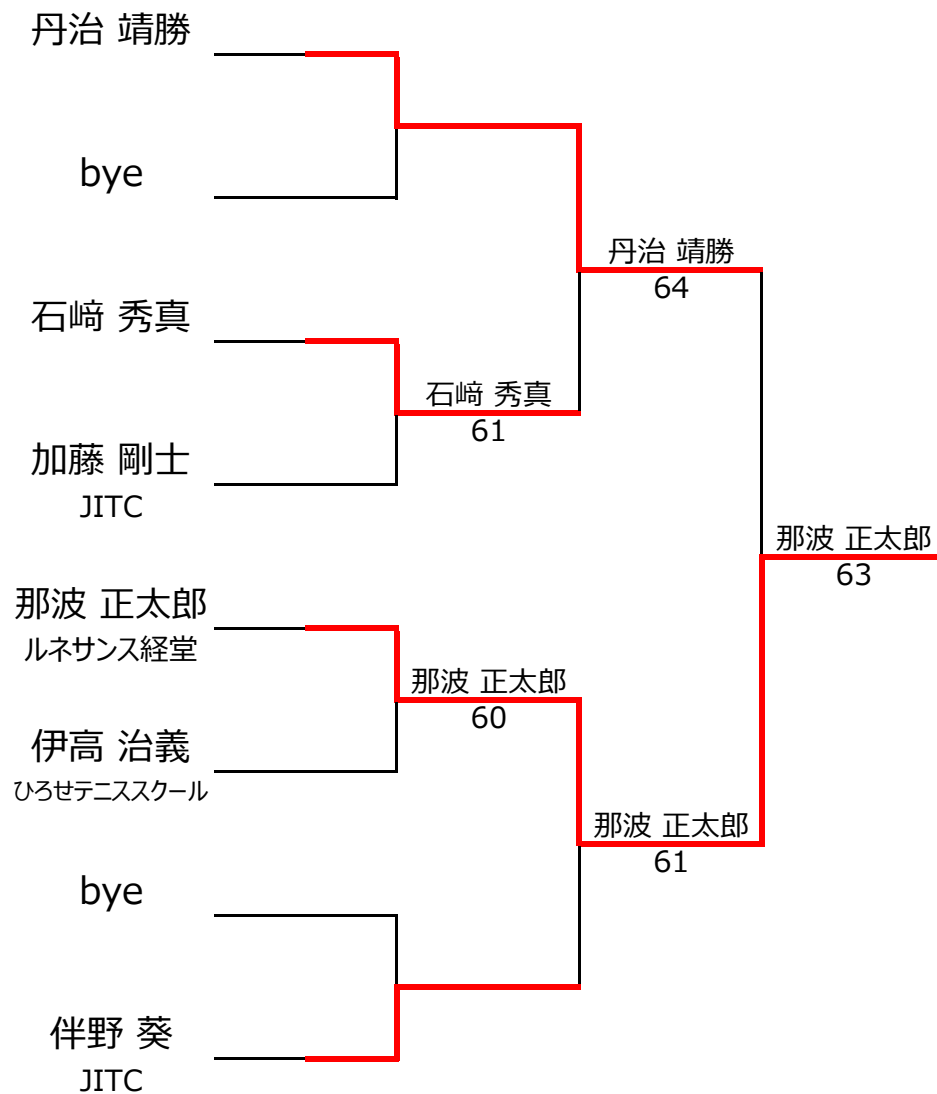 丹治 靖勝
bye
石﨑 秀真
加藤 剛士
JITC
那波 正太郎
ルネサンス経堂
伊高 治義
ひろせテニススクール
bye
伴野 葵
JITC
石﨑 秀真
61
那波 正太郎
60
丹治 靖勝
64
那波 正太郎
61
那波 正太郎
63